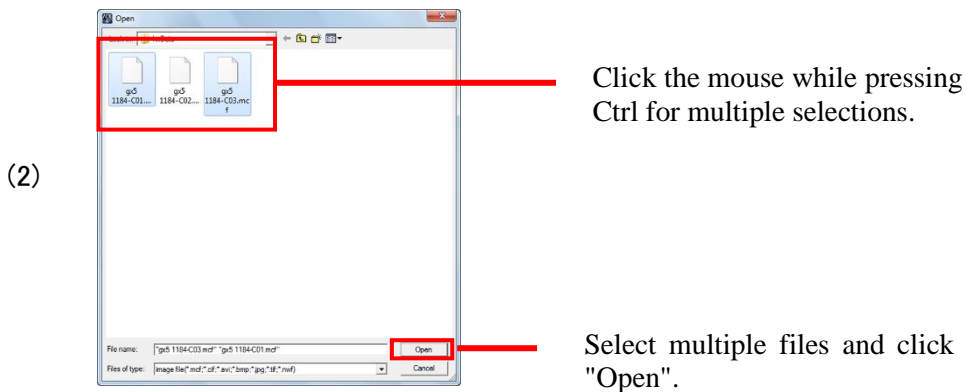 Open
gx5
1184-C01....
gx5
1184-C02....
gx5
1184-C03.mc
f
Click the mouse while pressing
Ctrl for multiple selections.
(2)
File name:
"gx5 1184-C03.mcf" "gx5 1184-C01.mcf"
Open
Files of type:
image file(*.mcf;*.cif;*.avi;*.bmp;*.jpg;*.tif;*.nwf)
Cancel
Select multiple files and click
"Open".